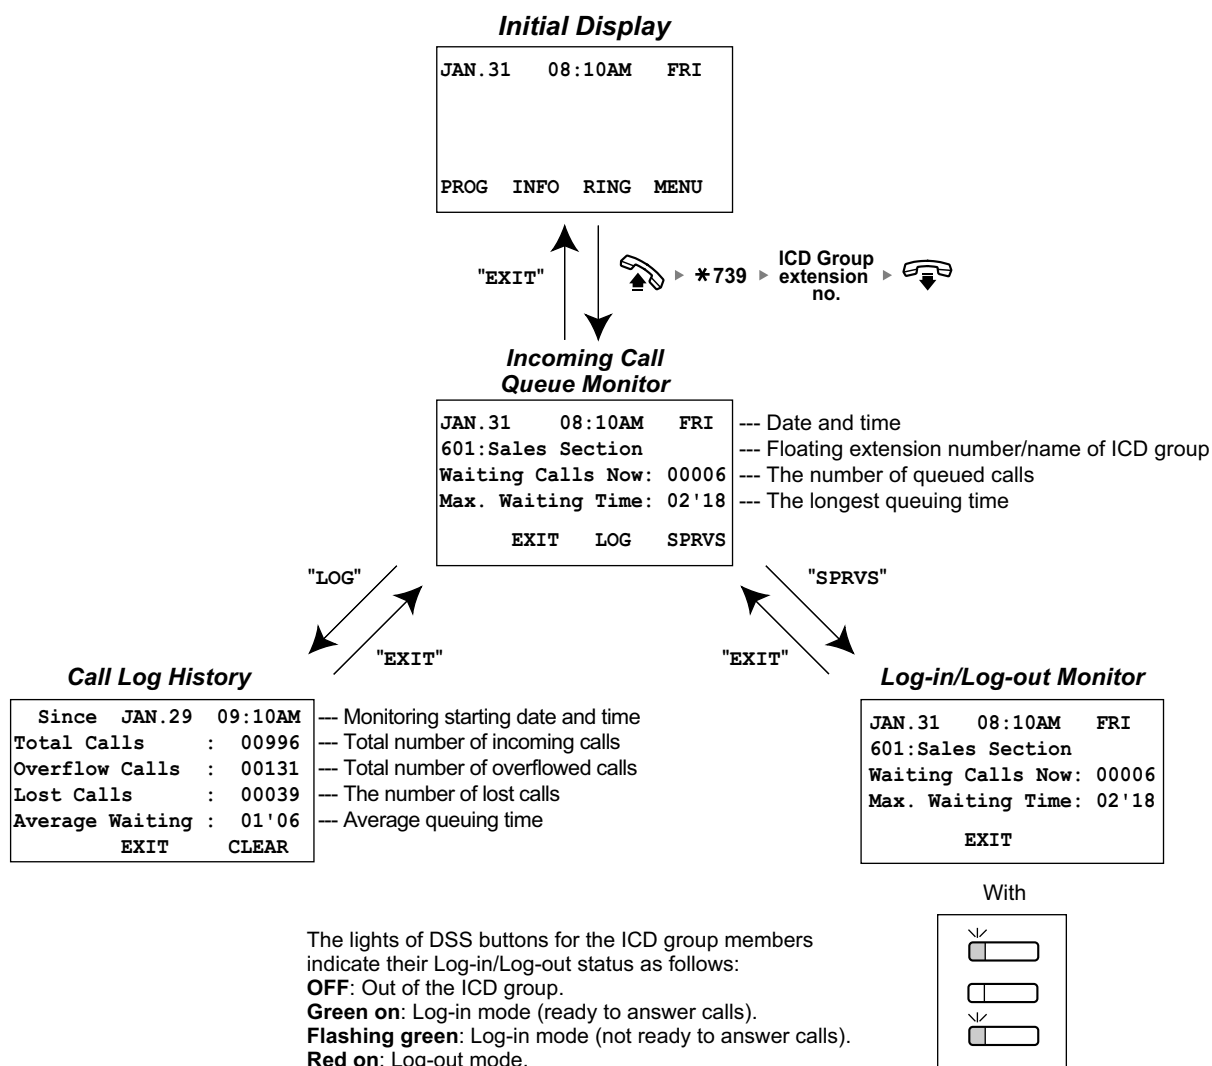 Initial Display
JAN.31 08:10AM FRI
PROG INFO RING MENU
"EXIT"
*739
ICD Group
extension
no.
Incoming Call
Queue Monitor
JAN.31 08:10AM FRI --- Date and time
601:Sales Section --- Floating extension number/name of ICD group
Waiting Calls Now: 00006 --- The number of queued calls
Max. Waiting Time: 02'18 --- The longest queuing time
EXIT LOG SPRVS
"LOG"
"EXIT"
"SPRVS"
"EXIT"
Call Log History
Since JAN.29 09:10AM --- Monitoring starting date and time
Total Calls : 00996 --- Total number of incoming calls
Overflow Calls : 00131 --- Total number of overflowed calls
Lost Calls : 00039 --- The number of lost calls
Average Waiting : 01'06 --- Average queuing time
EXIT CLEAR
Log-in/Log-out Monitor
JAN.31 08:10AM FRI
601:Sales Section
Waiting Calls Now: 00006
Max. Waiting Time: 02'18
EXIT
With
The lights of DSS buttons for the ICD group members
indicate their Log-in/Log-out status as follows:
OFF: Out of the ICD group.
Green on: Log-in mode (ready to answer calls).
Flashing green: Log-in mode (not ready to answer calls).
Red on: Log-out mode.